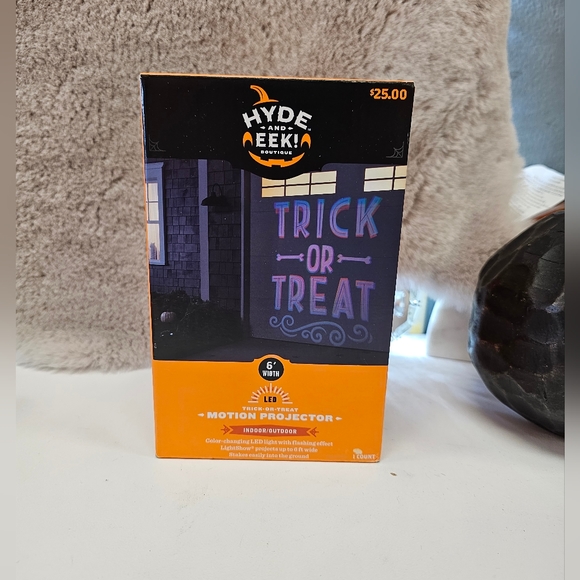 $25.00
HYDE
AND
EEK!
BOUTIQUE
TRICK
OR
TREAT
6'
WIDTH
LED
TRICK-OR-TREAT
MOTION PROJECTOR
INDOOR/OUTDOOR
Color-changing LED light with flashing effect
LightShow® projects up to 6 ft wide
Stakes easily into the ground
1 COUNT